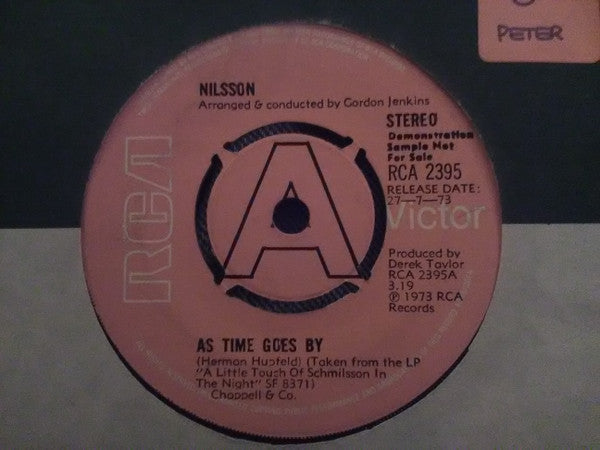 PETER
NILSSON
Arranged & conducted by Gordon Jenkins
STEREO
Demonstration
Sample Not
For Sale
RCA 2395
RELEASE DATE:
27—7—73
RCA
A
Victor
Produced by
Derek Taylor
RCA 2395A
3.19
℗ 1973 RCA
Records
AS TIME GOES BY
(Herman Hupfeld) (Taken from the LP
"A Little Touch Of Schmilsson In
The Night" SF 8371)
Chappell & Co.